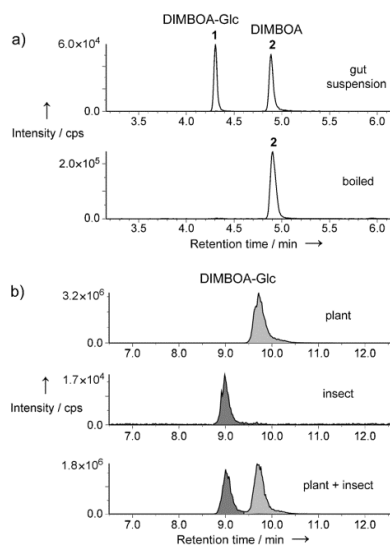 a)
DIMBOA-Glc DIMBOA
1 2
6.0×10⁴
0.0
gut
suspension
↑
Intensity / cps
3.5 4.0 4.5 5.0 5.5 6.0
2
2.0×10⁵
0.0
boiled
3.5 4.0 4.5 5.0 5.5 6.0
Retention time / min →
b)
DIMBOA-Glc
3.2×10⁶
0.0
plant
7.0 8.0 9.0 10.0 11.0 12.0
↑
Intensity / cps
1.7×10⁴
0.0
insect
7.0 8.0 9.0 10.0 11.0 12.0
1.8×10⁶
0.0
plant + insect
7.0 8.0 9.0 10.0 11.0 12.0
Retention time / min →